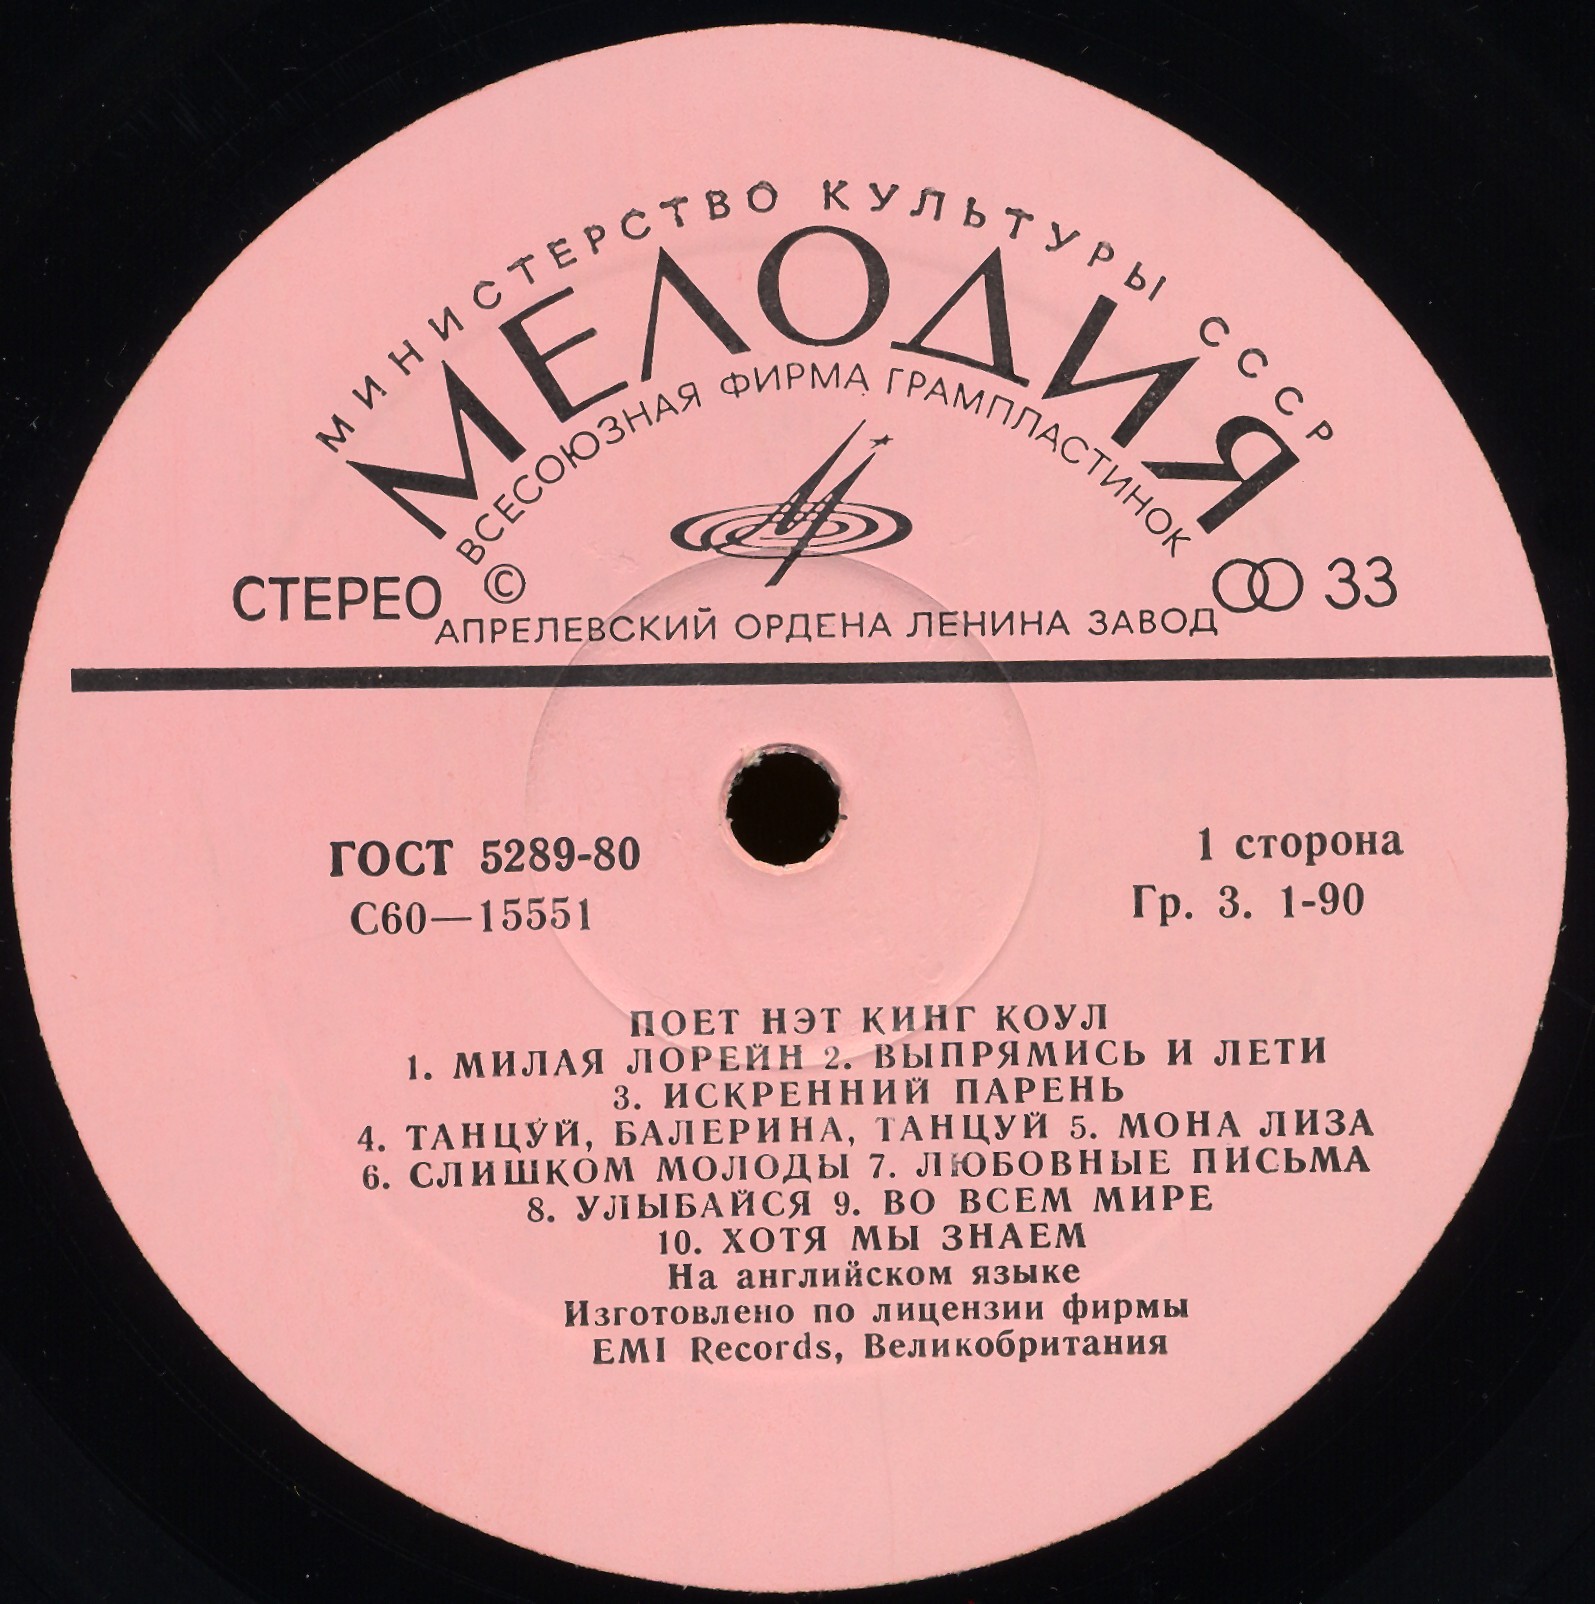 МИНИСТЕРСТВО КУЛЬТУРЫ СССР
МЕЛОДИЯ
ВСЕСОЮЗНАЯ ФИРМА ГРАМПЛАСТИНОК
СТЕРЕО © 33
АПРЕЛЕВСКИЙ ОРДЕНА ЛЕНИНА ЗАВОД
ГОСТ 5289-80
С60—15551
1 сторона
Гр. 3. 1-90
ПОЕТ НЭТ КИНГ КОУЛ
1. МИЛАЯ ЛОРЕЙН 2. ВЫПРЯМИСЬ И ЛЕТИ
3. ИСКРЕННИЙ ПАРЕНЬ
4. ТАНЦУЙ, БАЛЕРИНА, ТАНЦУЙ 5. МОНА ЛИЗА
6. СЛИШКОМ МОЛОДЫ 7. ЛЮБОВНЫЕ ПИСЬМА
8. УЛЫБАЙСЯ 9. ВО ВСЕМ МИРЕ
10. ХОТЯ МЫ ЗНАЕМ
На английском языке
Изготовлено по лицензии фирмы
EMI Records, Великобритания